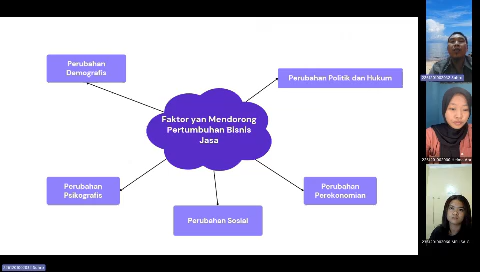 Perubahan
Demografis
Perubahan Politik dan Hukum
Faktor yan Mendorong
Pertumbuhan Bisnis
Jasa
Perubahan
Psikografis
Perubahan Sosial
Perubahan
Perekonomian